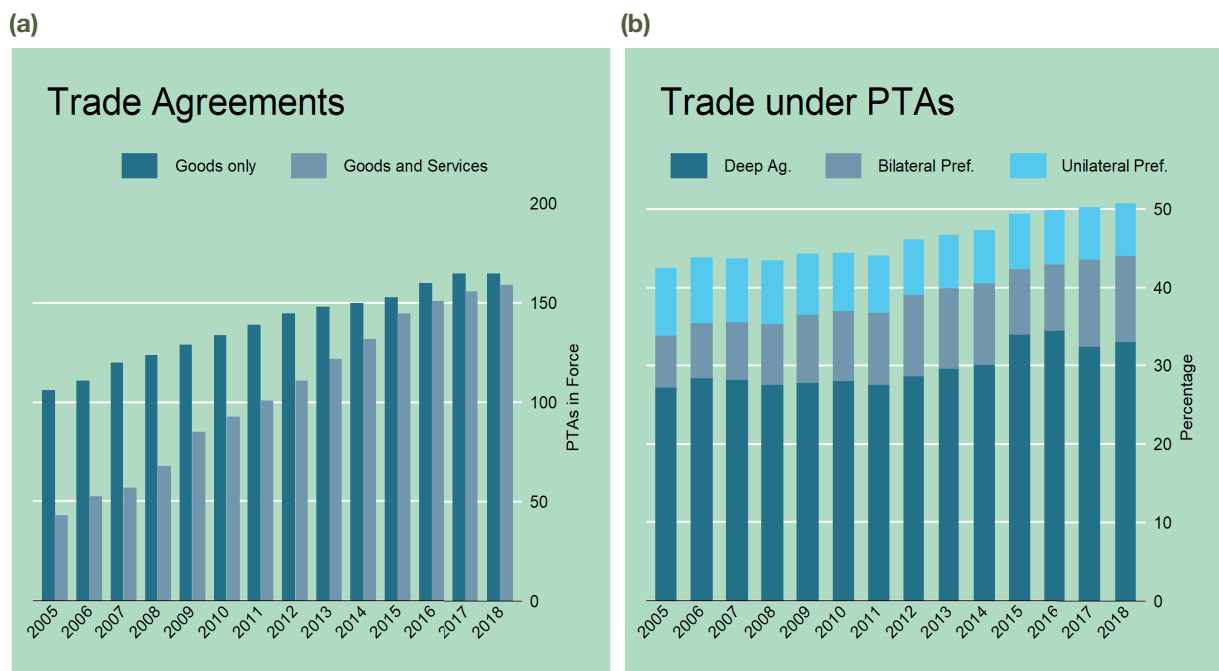 (a)
Trade Agreements
Goods only Goods and Services
200
150
100
50
0
PTAs in Force
2005 2006 2007 2008 2009 2010 2011 2012 2013 2014 2015 2016 2017 2018
(b)
Trade under PTAs
Deep Ag. Bilateral Pref. Unilateral Pref.
50
40
30
20
10
0
Percentage
2005 2006 2007 2008 2009 2010 2011 2012 2013 2014 2015 2016 2017 2018